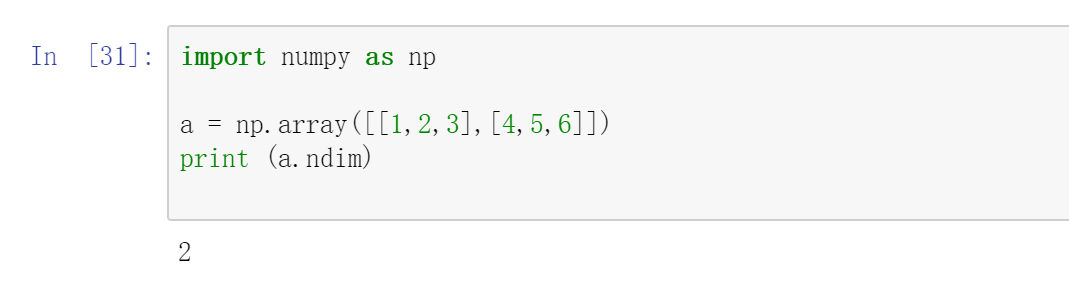 In [31]: import numpy as np
a = np.array([[1,2,3],[4,5,6]])
print (a.ndim)
2